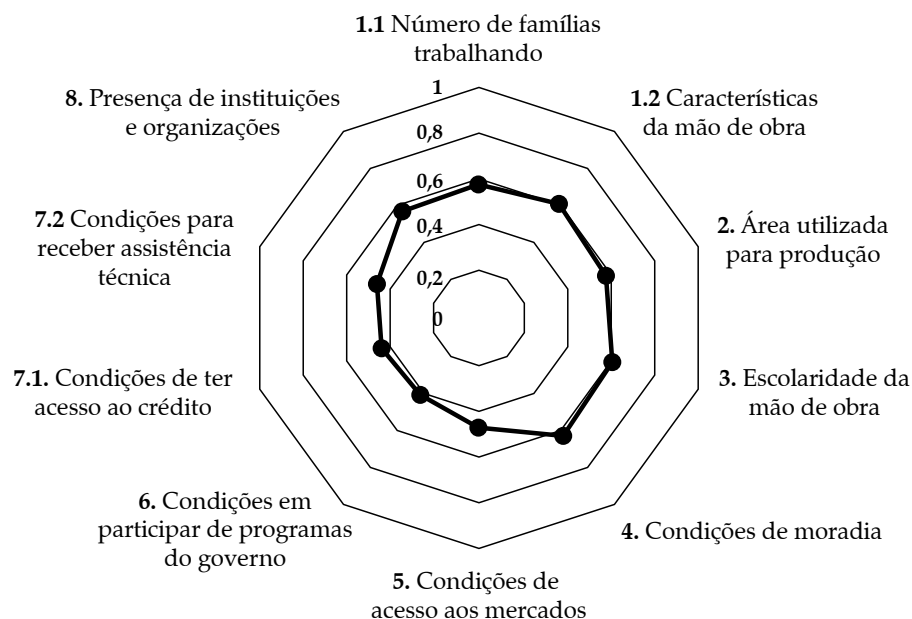 1.1 Número de famílias
trabalhando
1.2 Características
da mão de obra
2. Área utilizada
para produção
3. Escolaridade da
mão de obra
4. Condições de moradia
5. Condições de
acesso aos mercados
6. Condições em
participar de programas
do governo
7.1. Condições de ter
acesso ao crédito
7.2 Condições para
receber assistência
técnica
8. Presença de instituições
e organizações
1
0,8
0,6
0,4
0,2
0